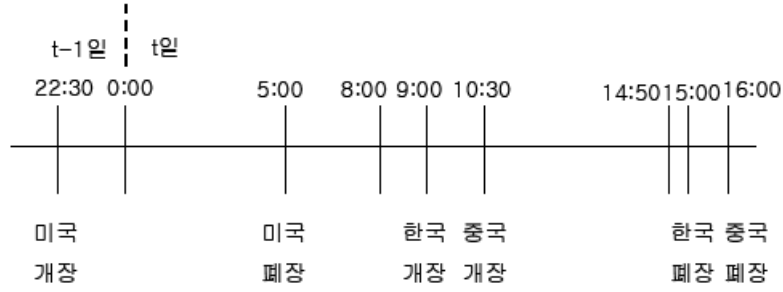 t-1일 t일
22:30 0:00 5:00 8:00 9:00 10:30 14:50 15:00 16:00
미국 미국 한국 중국 한국 중국
개장 폐장 개장 개장 폐장 폐장